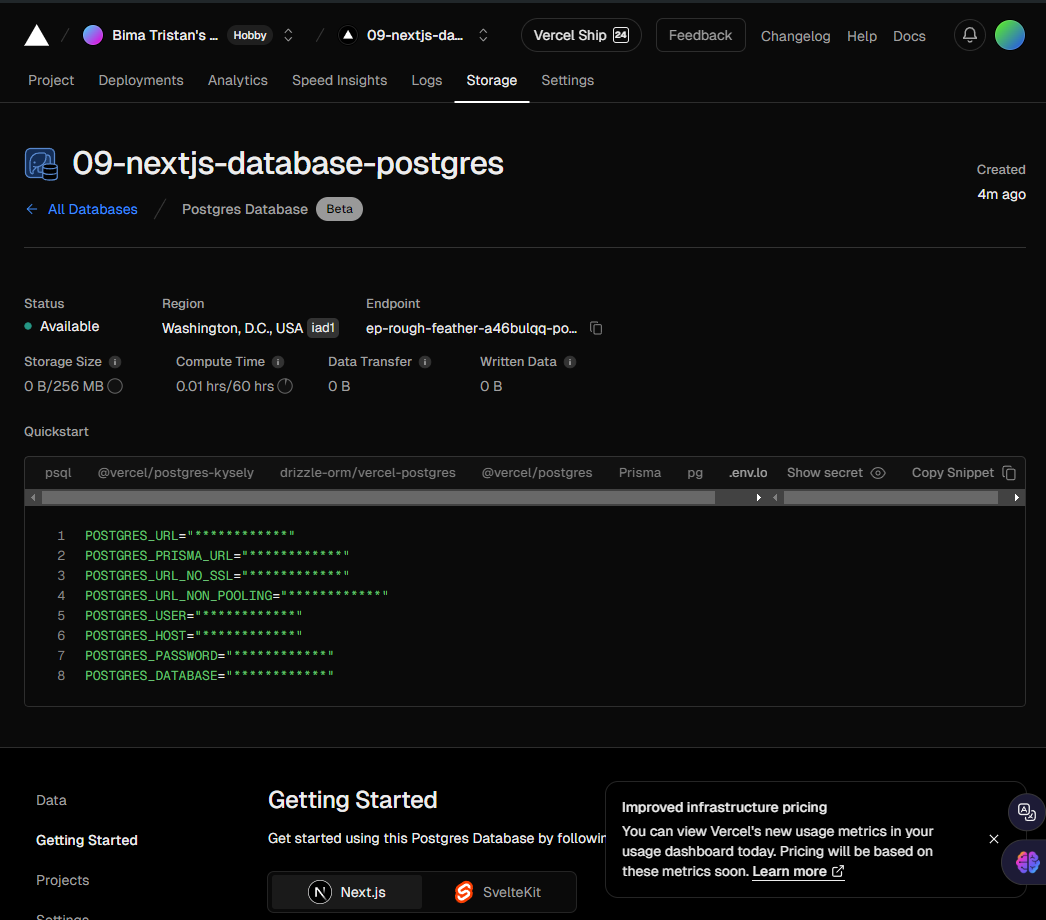 Bima Tristan's ... Hobby 09-nextjs-da... Vercel Ship 24 Feedback Changelog Help Docs
Project Deployments Analytics Speed Insights Logs Storage Settings
09-nextjs-database-postgres
Created
4m ago
← All Databases / Postgres Database Beta
Status Region Endpoint
Available Washington, D.C., USA iad1 ep-rough-feather-a46bulqq-po...
Storage Size Compute Time Data Transfer Written Data
0 B/256 MB 0.01 hrs/60 hrs 0 B 0 B
Quickstart
psql @vercel/postgres-kysely drizzle-orm/vercel-postgres @vercel/postgres Prisma pg .env.lo Show secret Copy Snippet
1 POSTGRES_URL="************"
2 POSTGRES_PRISMA_URL="************"
3 POSTGRES_URL_NO_SSL="************"
4 POSTGRES_URL_NON_POOLING="************"
5 POSTGRES_USER="************"
6 POSTGRES_HOST="************"
7 POSTGRES_PASSWORD="************"
8 POSTGRES_DATABASE="************"
Data
Getting Started
Projects
Settings
Getting Started
Get started using this Postgres Database by followin
Next.js SvelteKit
Improved infrastructure pricing
You can view Vercel's new usage metrics in your
usage dashboard today. Pricing will be based on
these metrics soon. Learn more